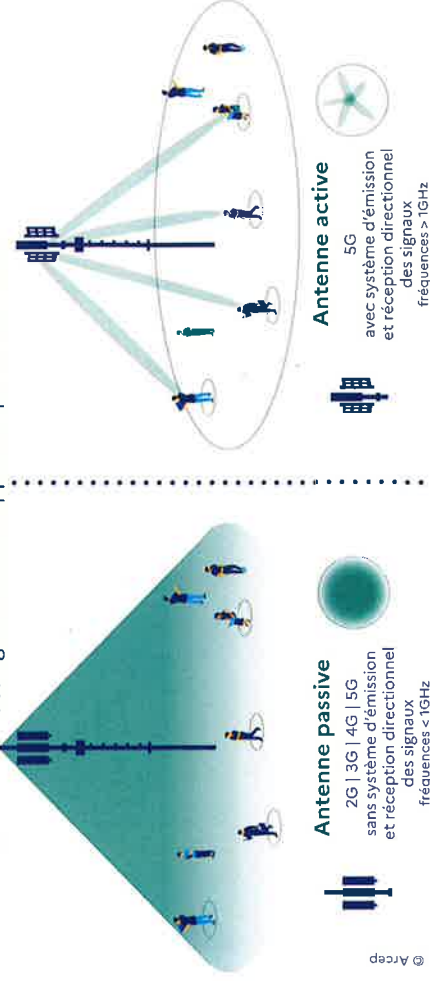 Antenne passive
2G | 3G | 4G | 5G
sans système d'émission
et réception directionnel
des signaux
fréquences < 1GHz
Antenne active
5G
avec système d'émission
et réception directionnel
des signaux
fréquences > 1GHz
© Arcep